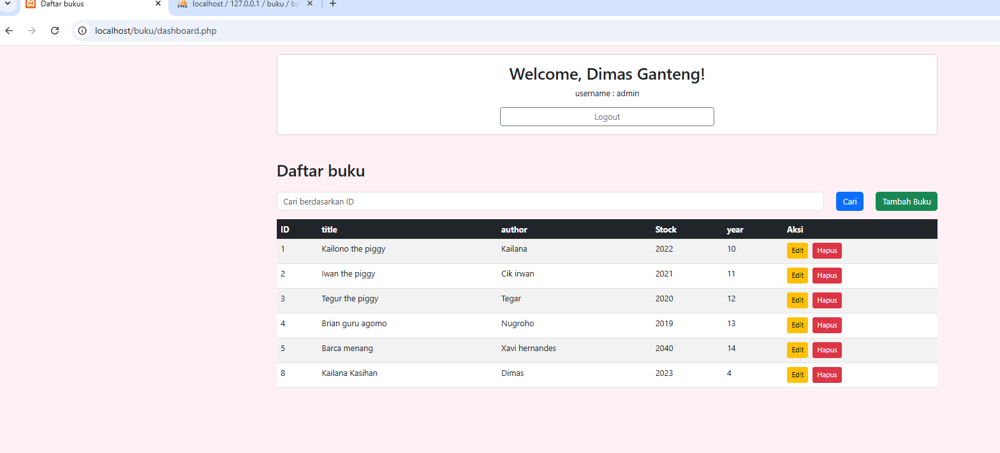 Daftar bukus
localhost / 127.0.0.1 / buku / bu
localhost/buku/dashboard.php
Welcome, Dimas Ganteng!
username : admin
Logout
Daftar buku
Cari berdasarkan ID Cari Tambah Buku
ID title author Stock year Aksi
1 Kailono the piggy Kailana 2022 10 Edit Hapus
2 Iwan the piggy Cik irwan 2021 11 Edit Hapus
3 Tegur the piggy Tegar 2020 12 Edit Hapus
4 Brian guru agomo Nugroho 2019 13 Edit Hapus
5 Barca menang Xavi hernandes 2040 14 Edit Hapus
8 Kailana Kasihan Dimas 2023 4 Edit Hapus